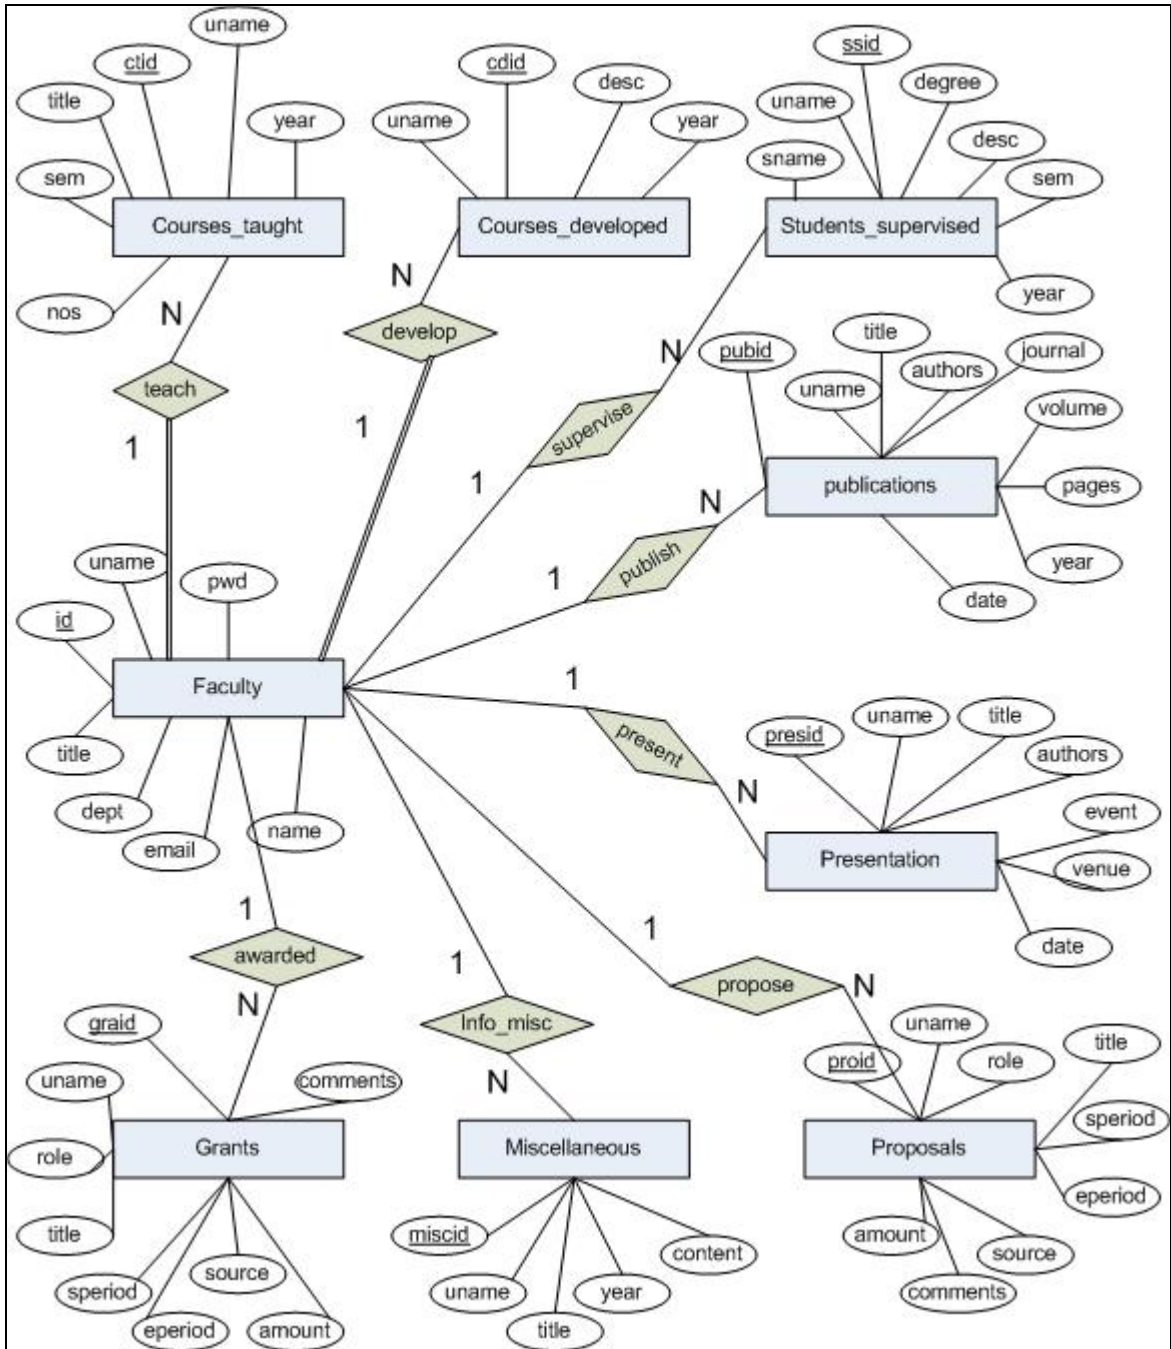 uname
ctid
title
year
sem
Courses_taught
nos
N
teach
1
cdid
desc
uname
year
Courses_developed
N
develop
1
ssid
uname
degree
sname
desc
sem
Students_supervised
year
N
supervise
1
pubid
title
journal
uname
authors
volume
publications
pages
year
date
N
publish
1
uname
pwd
id
Faculty
title
dept
email
name
1
present
N
presid
uname
title
authors
event
Presentation
venue
date
1
awarded
N
graid
uname
comments
Grants
role
title
speriod
source
eperiod
amount
1
Info_misc
N
Miscellaneous
miscid
content
uname
year
title
1
propose
N
uname
proid
role
title
Proposals
speriod
eperiod
amount
source
comments